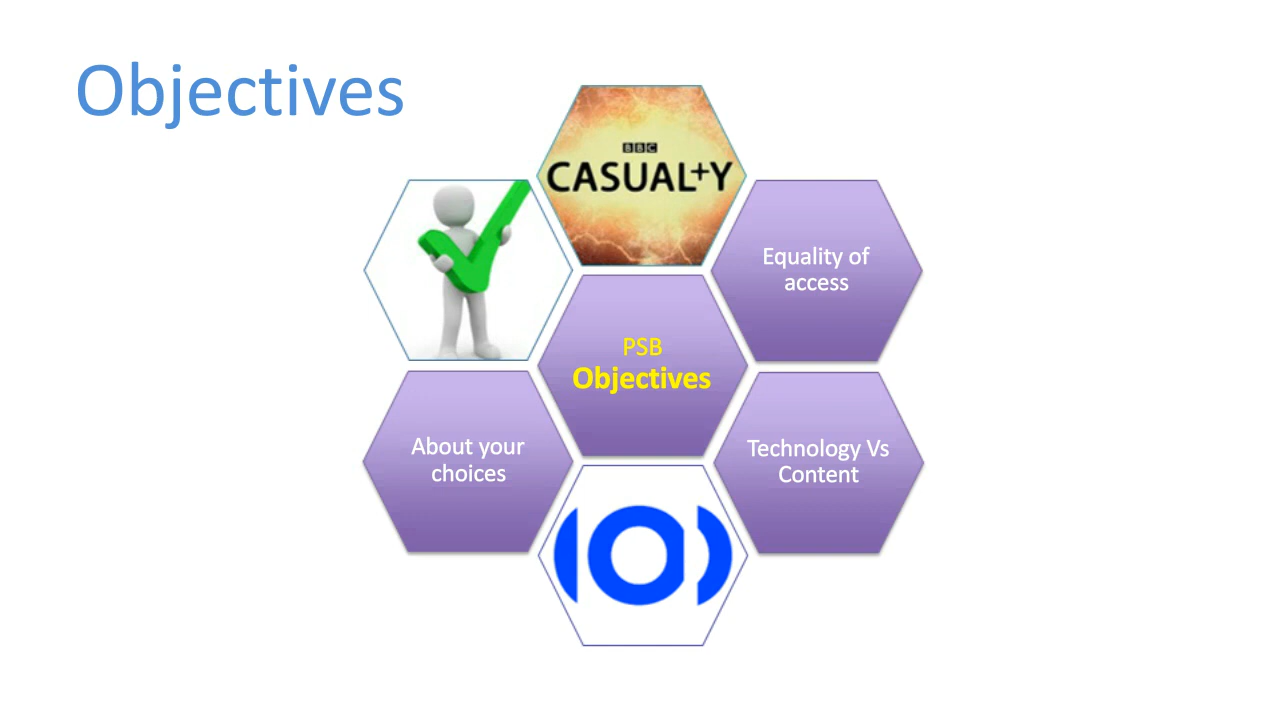 Objectives
BBC
CASUAL+Y
Equality of
access
PSB
Objectives
About your
choices
Technology Vs
Content